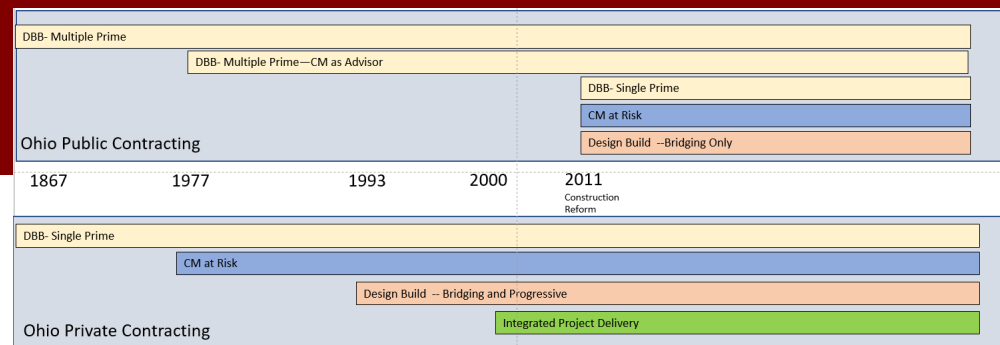 DBB- Multiple Prime
DBB- Multiple Prime—CM as Advisor
DBB- Single Prime
CM at Risk
Design Build --Bridging Only
Ohio Public Contracting
1867 1977 1993 2000 2011
Construction
Reform
DBB- Single Prime
CM at Risk
Design Build -- Bridging and Progressive
Integrated Project Delivery
Ohio Private Contracting